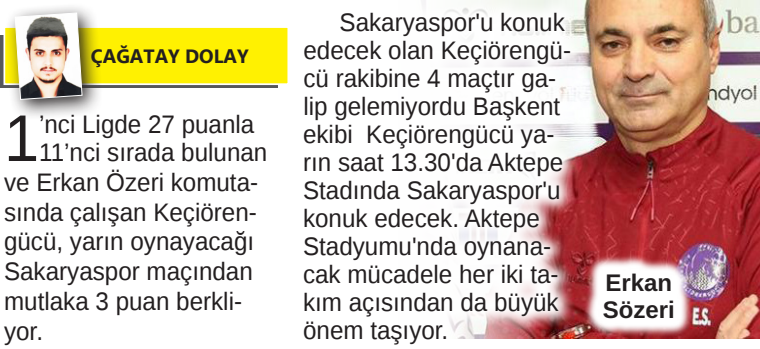 ÇAĞATAY DOLAY
1'nci Ligde 27 puanla
11'nci sırada bulunan
ve Erkan Özeri komuta-
sında çalışan Keçiören-
gücü, yarın oynayacağı
Sakaryaspor maçından
mutlaka 3 puan berkli-
yor.
Sakaryaspor'u konuk
edecek olan Keçiörengü-
cü rakibine 4 maçtır ga-
lip gelemiyordu Başkent
ekibi Keçiörengücü ya-
rın saat 13.30'da Aktepe
Stadında Sakaryaspor'u
konuk edecek. Aktepe
Stadyumu'nda oynana-
cak mücadele her iki ta-
kım açısından da büyük
önem taşıyor.
ba
ndyol
Erkan
Sözeri
E.S.